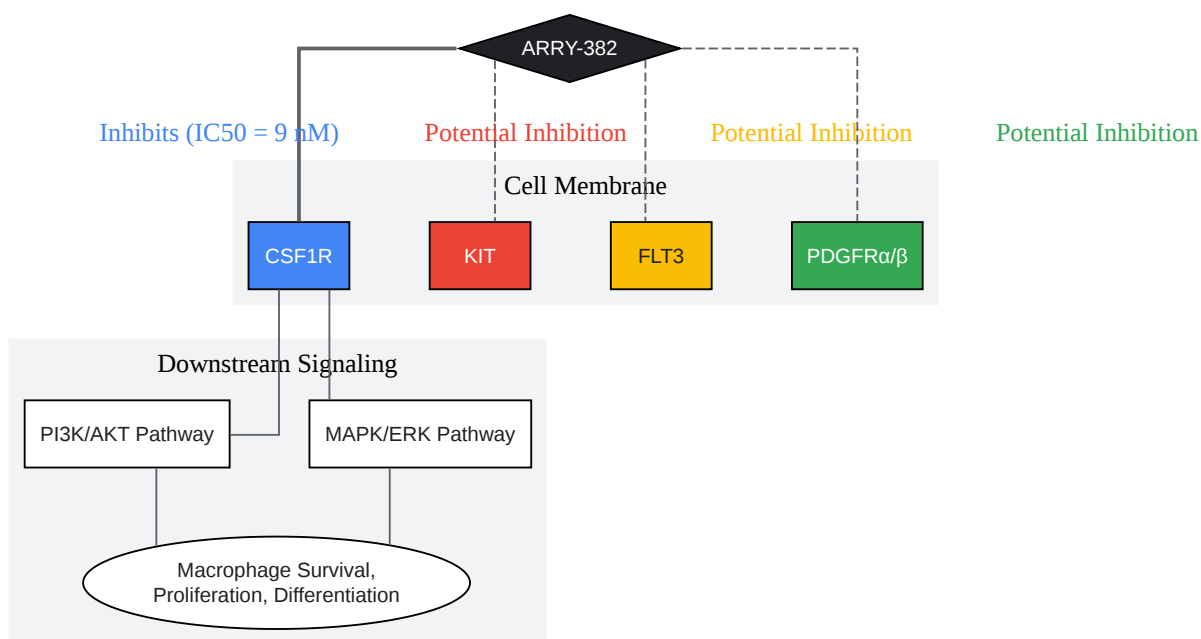 ARRY-382
Inhibits (IC50 = 9 nM)
Potential Inhibition
Potential Inhibition
Potential Inhibition
Cell Membrane
CSF1R
KIT
FLT3
PDGFRα/β
Downstream Signaling
PI3K/AKT Pathway
MAPK/ERK Pathway
Macrophage Survival,
Proliferation, Differentiation